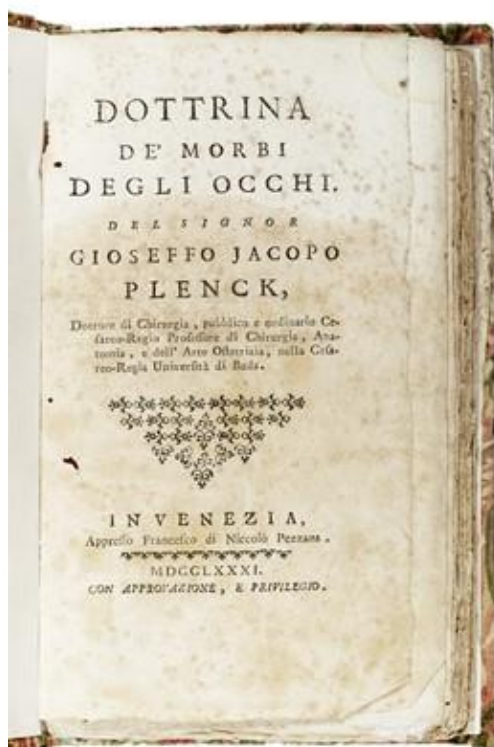 DOTTRINA
DE' MORBI
DEGLI OCCHI.
DEL SIGNOR
GIOSEFFO JACOPO
PLENCK,
Dottore di Chirurgia, pubblico e ordinario Ce-
sareo-Regio Professore di Chirurgia, Ana-
tomia, e dell' Arte Ostetrizia, nella Cesa-
reo-Regia Università di Buda.
IN VENEZIA,
Appresso Francesco di Niccolò Pezzana.
MDCCLXXXI.
CON APPROVAZIONE, E PRIVILEGIO.